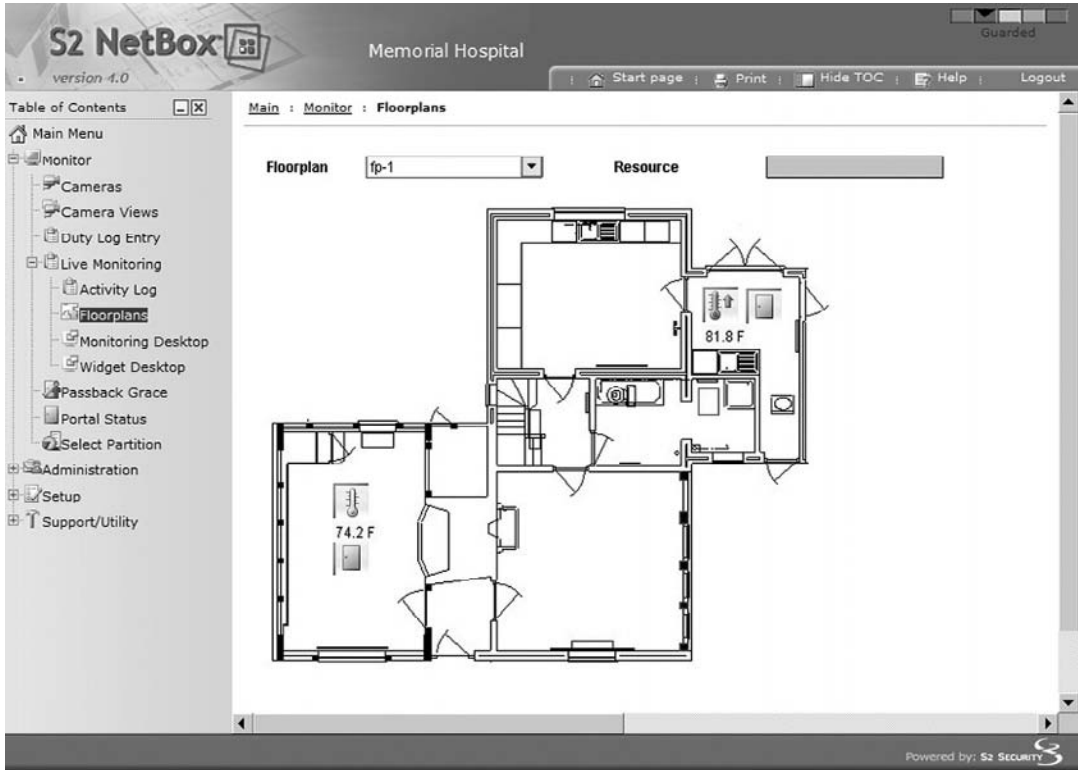 S2 NetBox
version 4.0
Memorial Hospital
Guarded
Start page : Print : Hide TOC : Help : Logout
Table of Contents
Main : Monitor : Floorplans
Main Menu
Monitor
Cameras
Camera Views
Duty Log Entry
Live Monitoring
Activity Log
Floorplans
Monitoring Desktop
Widget Desktop
Passback Grace
Portal Status
Select Partition
Administration
Setup
Support/Utility
Floorplan fp-1 Resource
81.8 F
74.2 F
Powered by: S2 SECURITY